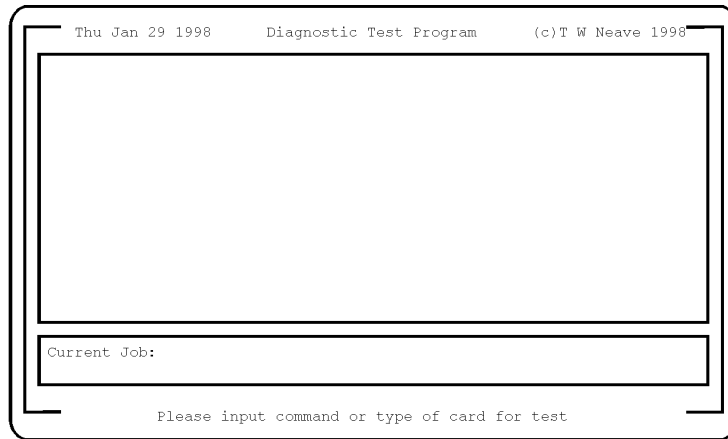 Thu Jan 29 1998 Diagnostic Test Program (c)T W Neave 1998
Current Job:
Please input command or type of card for test